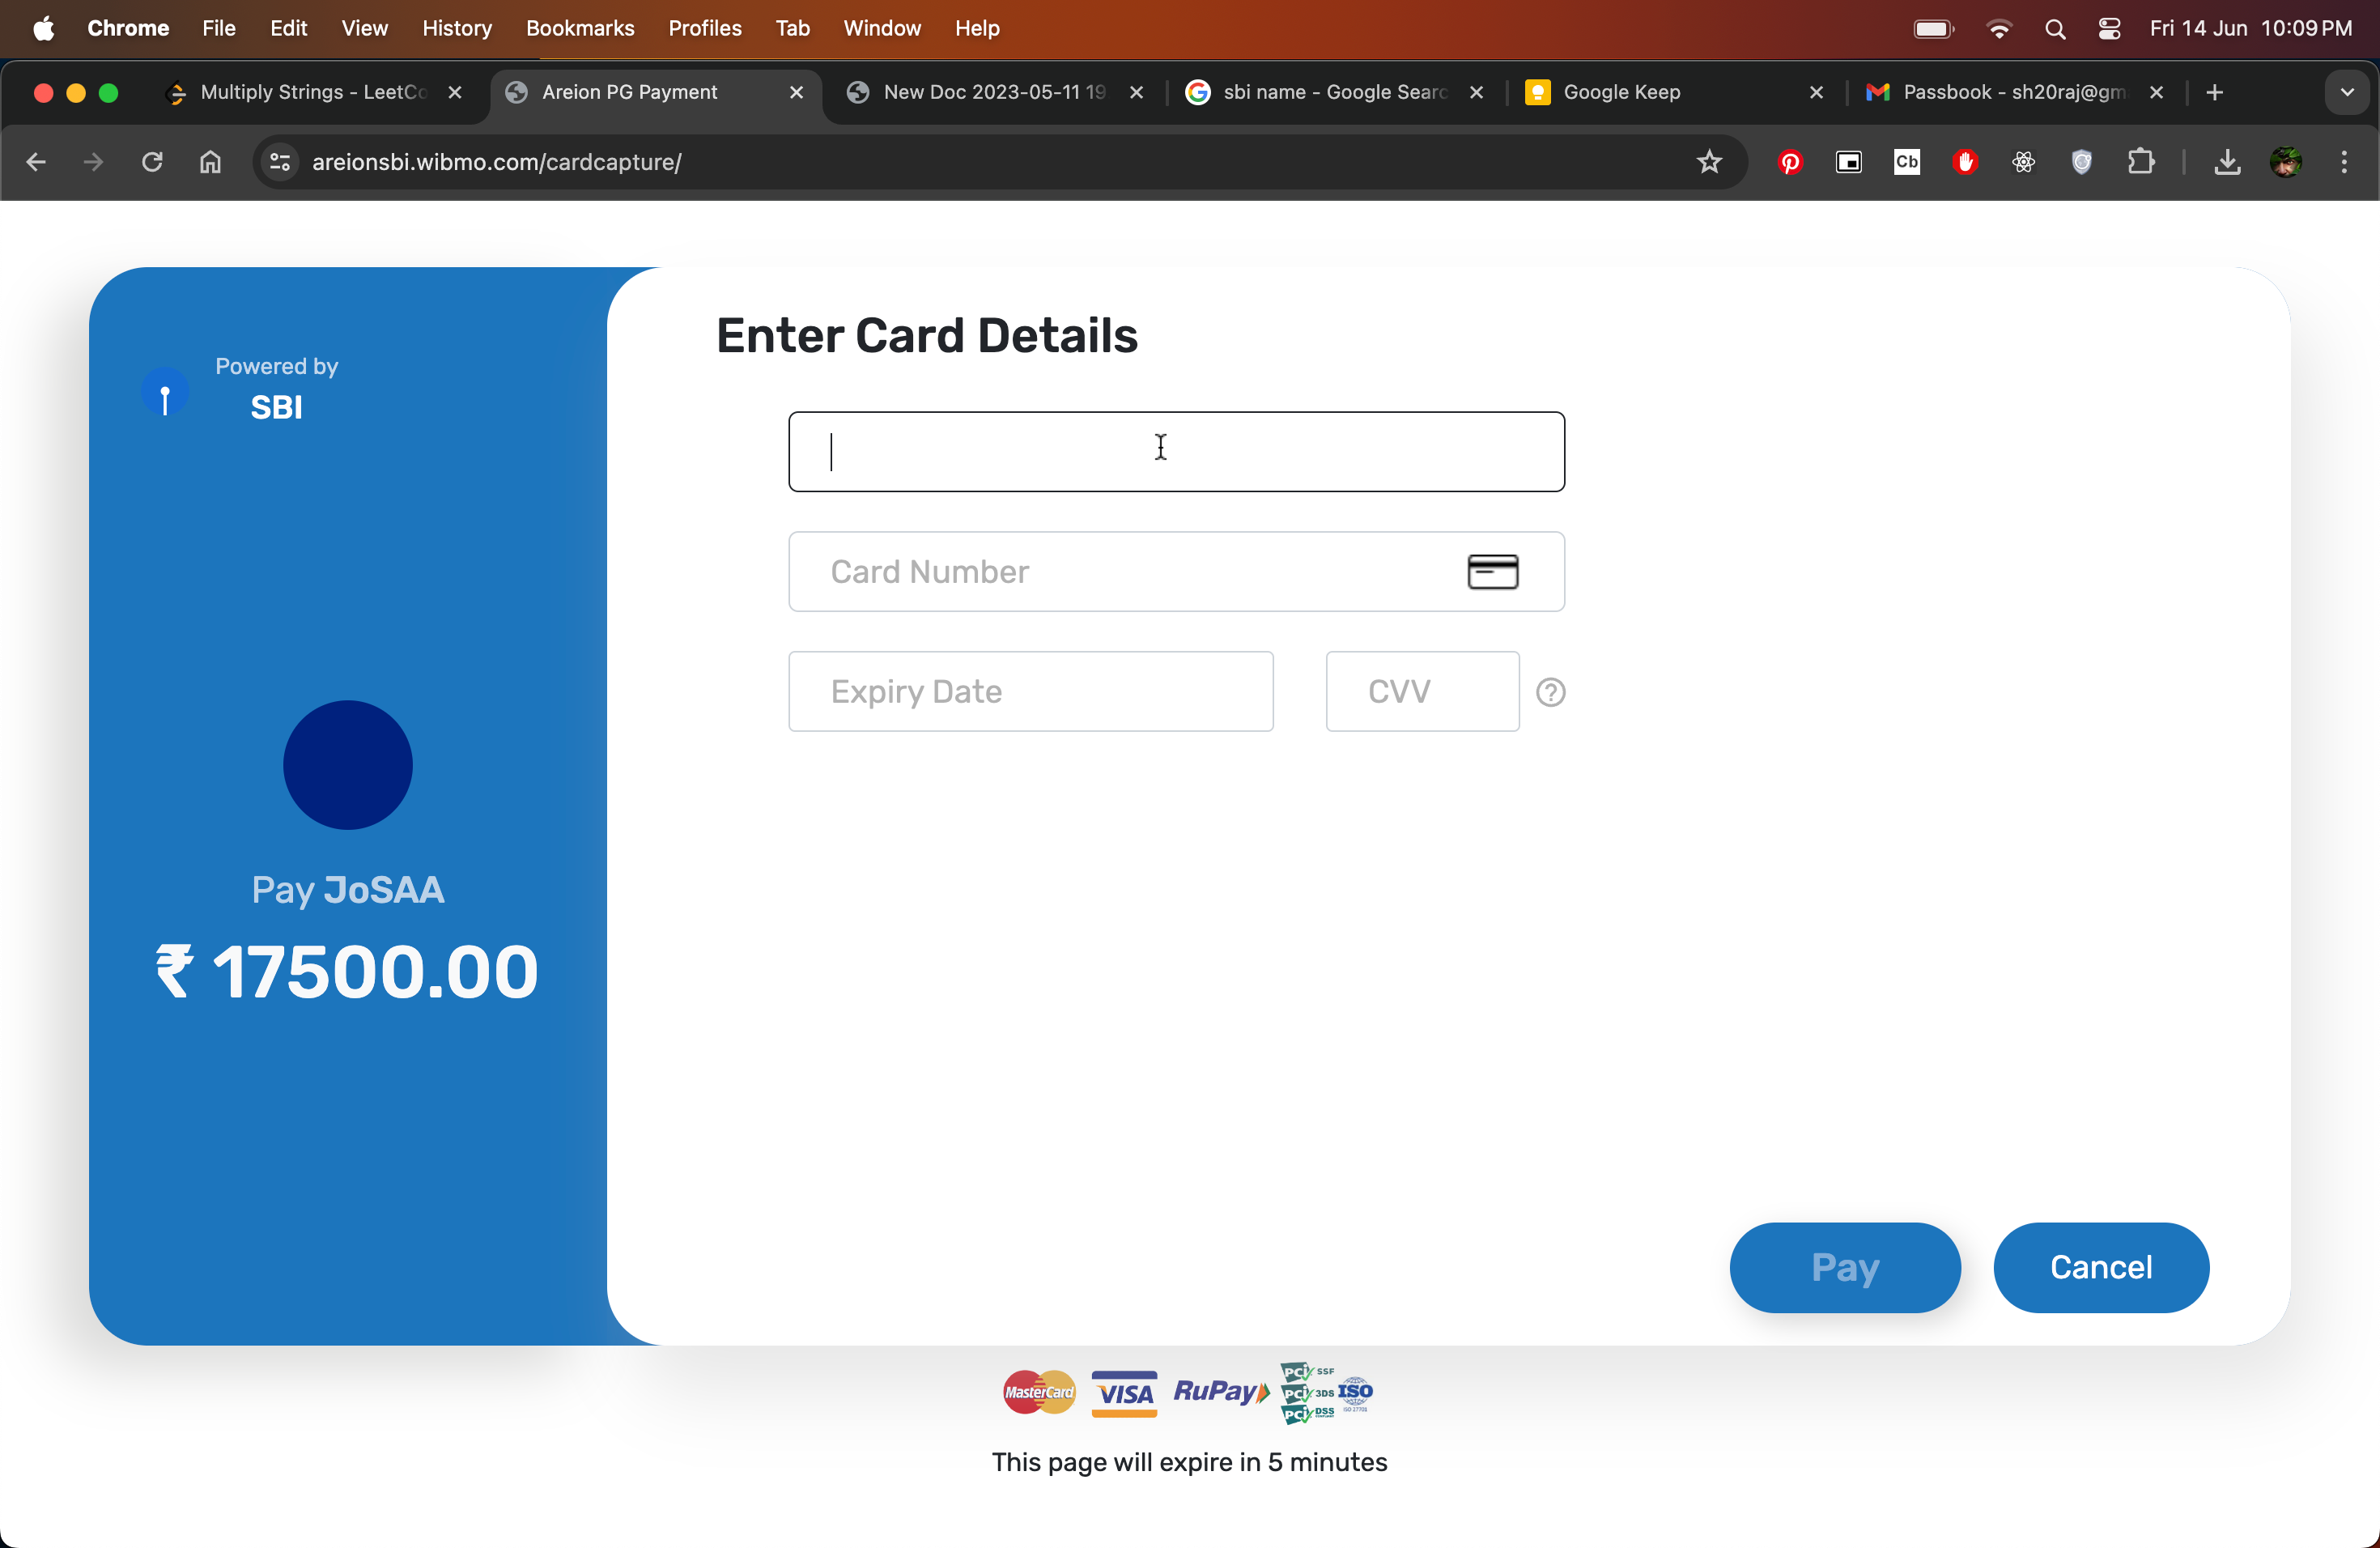 Chrome File Edit View History Bookmarks Profiles Tab Window Help Fri 14 Jun 10:09 PM
Multiply Strings - LeetCo Areion PG Payment New Doc 2023-05-11 19 sbi name - Google Searc Google Keep Passbook - sh20raj@gm
areionsbi.wibmo.com/cardcapture/ Cb
Powered by
SBI
Pay JoSAA
₹ 17500.00
Enter Card Details
Card Number
Expiry Date CVV ?
Pay Cancel
MasterCard VISA RuPay PCI SSF PCI 3DS PCI DSS ISO
This page will expire in 5 minutes